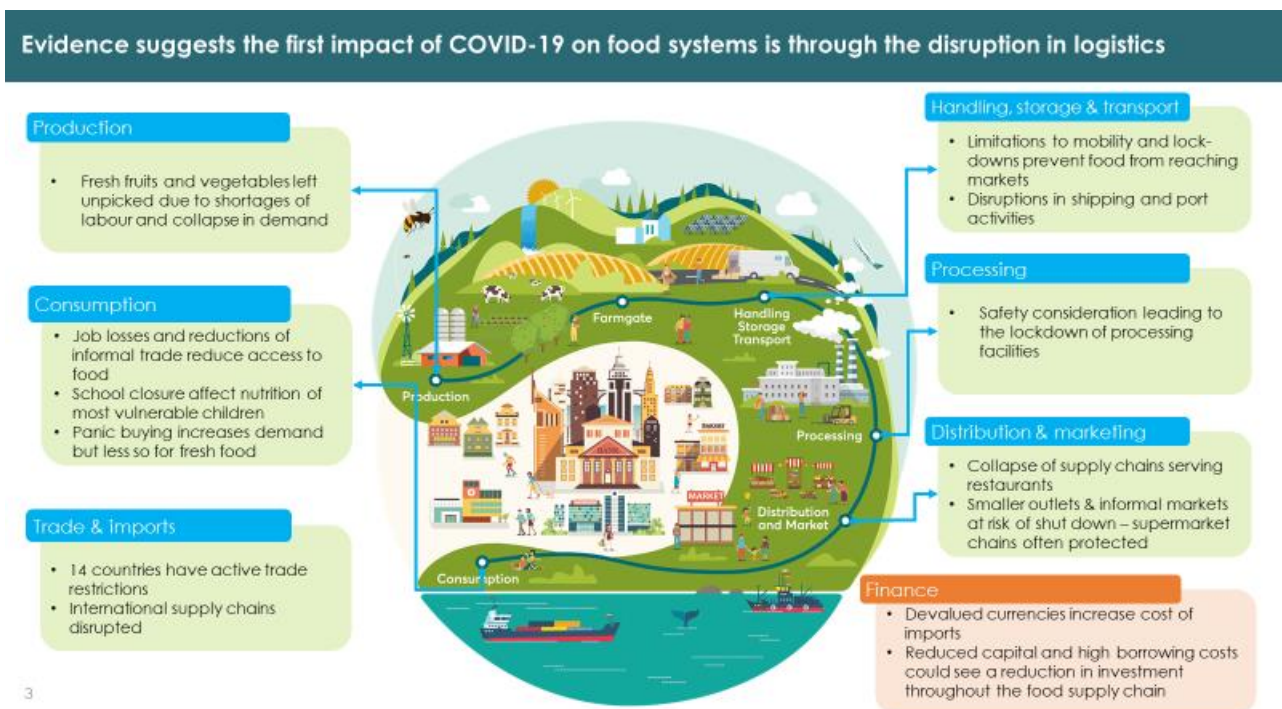 Evidence suggests the first impact of COVID-19 on food systems is through the disruption in logistics
Production
• Fresh fruits and vegetables left
unpicked due to shortages of
labour and collapse in demand
Consumption
• Job losses and reductions of
informal trade reduce access to
food
• School closure affect nutrition of
most vulnerable children
• Panic buying increases demand
but less so for fresh food
Trade & imports
• 14 countries have active trade
restrictions
• International supply chains
disrupted
Farmgate
Handling
Storage
Transport
Production
Processing
BANK
BAKERY
MARKET
Distribution
and Market
Consumption
Handling, storage & transport
• Limitations to mobility and lock-
downs prevent food from reaching
markets
• Disruptions in shipping and port
activities
Processing
• Safety consideration leading to
the lockdown of processing
facilities
Distribution & marketing
• Collapse of supply chains serving
restaurants
• Smaller outlets & informal markets
at risk of shut down – supermarket
chains often protected
Finance
• Devalued currencies increase cost of
imports
• Reduced capital and high borrowing costs
could see a reduction in investment
throughout the food supply chain
3